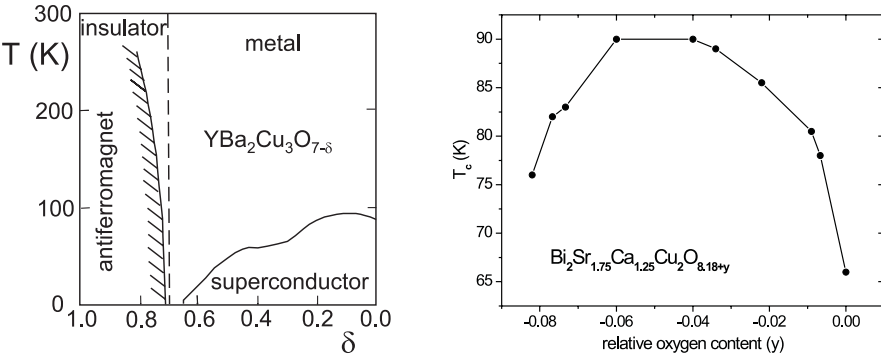 300
T (K)
200
100
0
insulator
metal
antiferromagnet
YBa₂Cu₃O₇₋δ
superconductor
1.0 0.8 0.6 0.4 0.2 0.0
δ
90
85
80
75
70
65
T_c (K)
Bi₂Sr₁.₇₅Ca₁.₂₅Cu₂O₈.₁₈₊y
-0.08 -0.06 -0.04 -0.02 0.00
relative oxygen content (y)